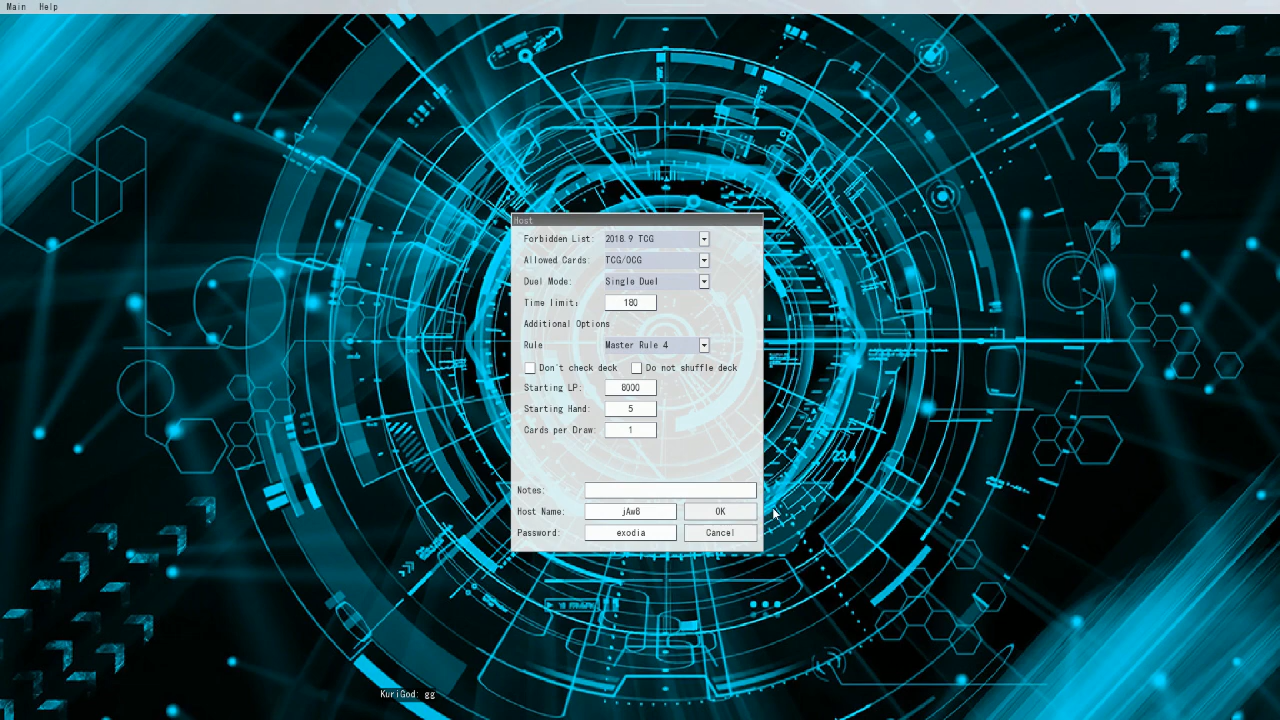 Main Help
Host
Forbidden List: 2018.9 TCG
Allowed Cards: TCG/OCG
Duel Mode: Single Duel
Time limit: 180
Additional Options
Rule Master Rule 4
Don't check deck Do not shuffle deck
Starting LP: 8000
Starting Hand: 5
Cards per Draw: 1
Notes:
Host Name: jAw8 OK
Password: exodia Cancel
23.4
KuriGod: gg